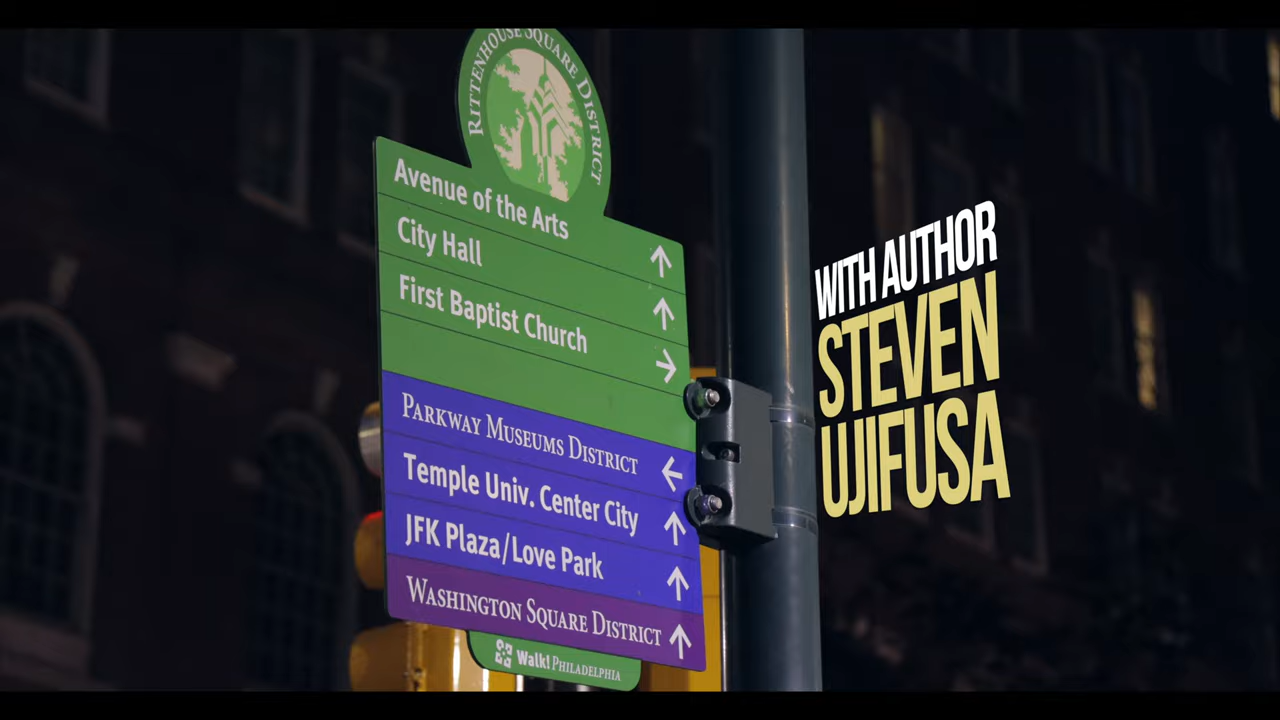 RITTENHOUSE SQUARE DISTRICT
Avenue of the Arts
City Hall
First Baptist Church
PARKWAY MUSEUMS DISTRICT
Temple Univ. Center City
JFK Plaza/Love Park
WASHINGTON SQUARE DISTRICT
Walk! PHILADELPHIA
WITH AUTHOR
STEVEN
UJIFUSA